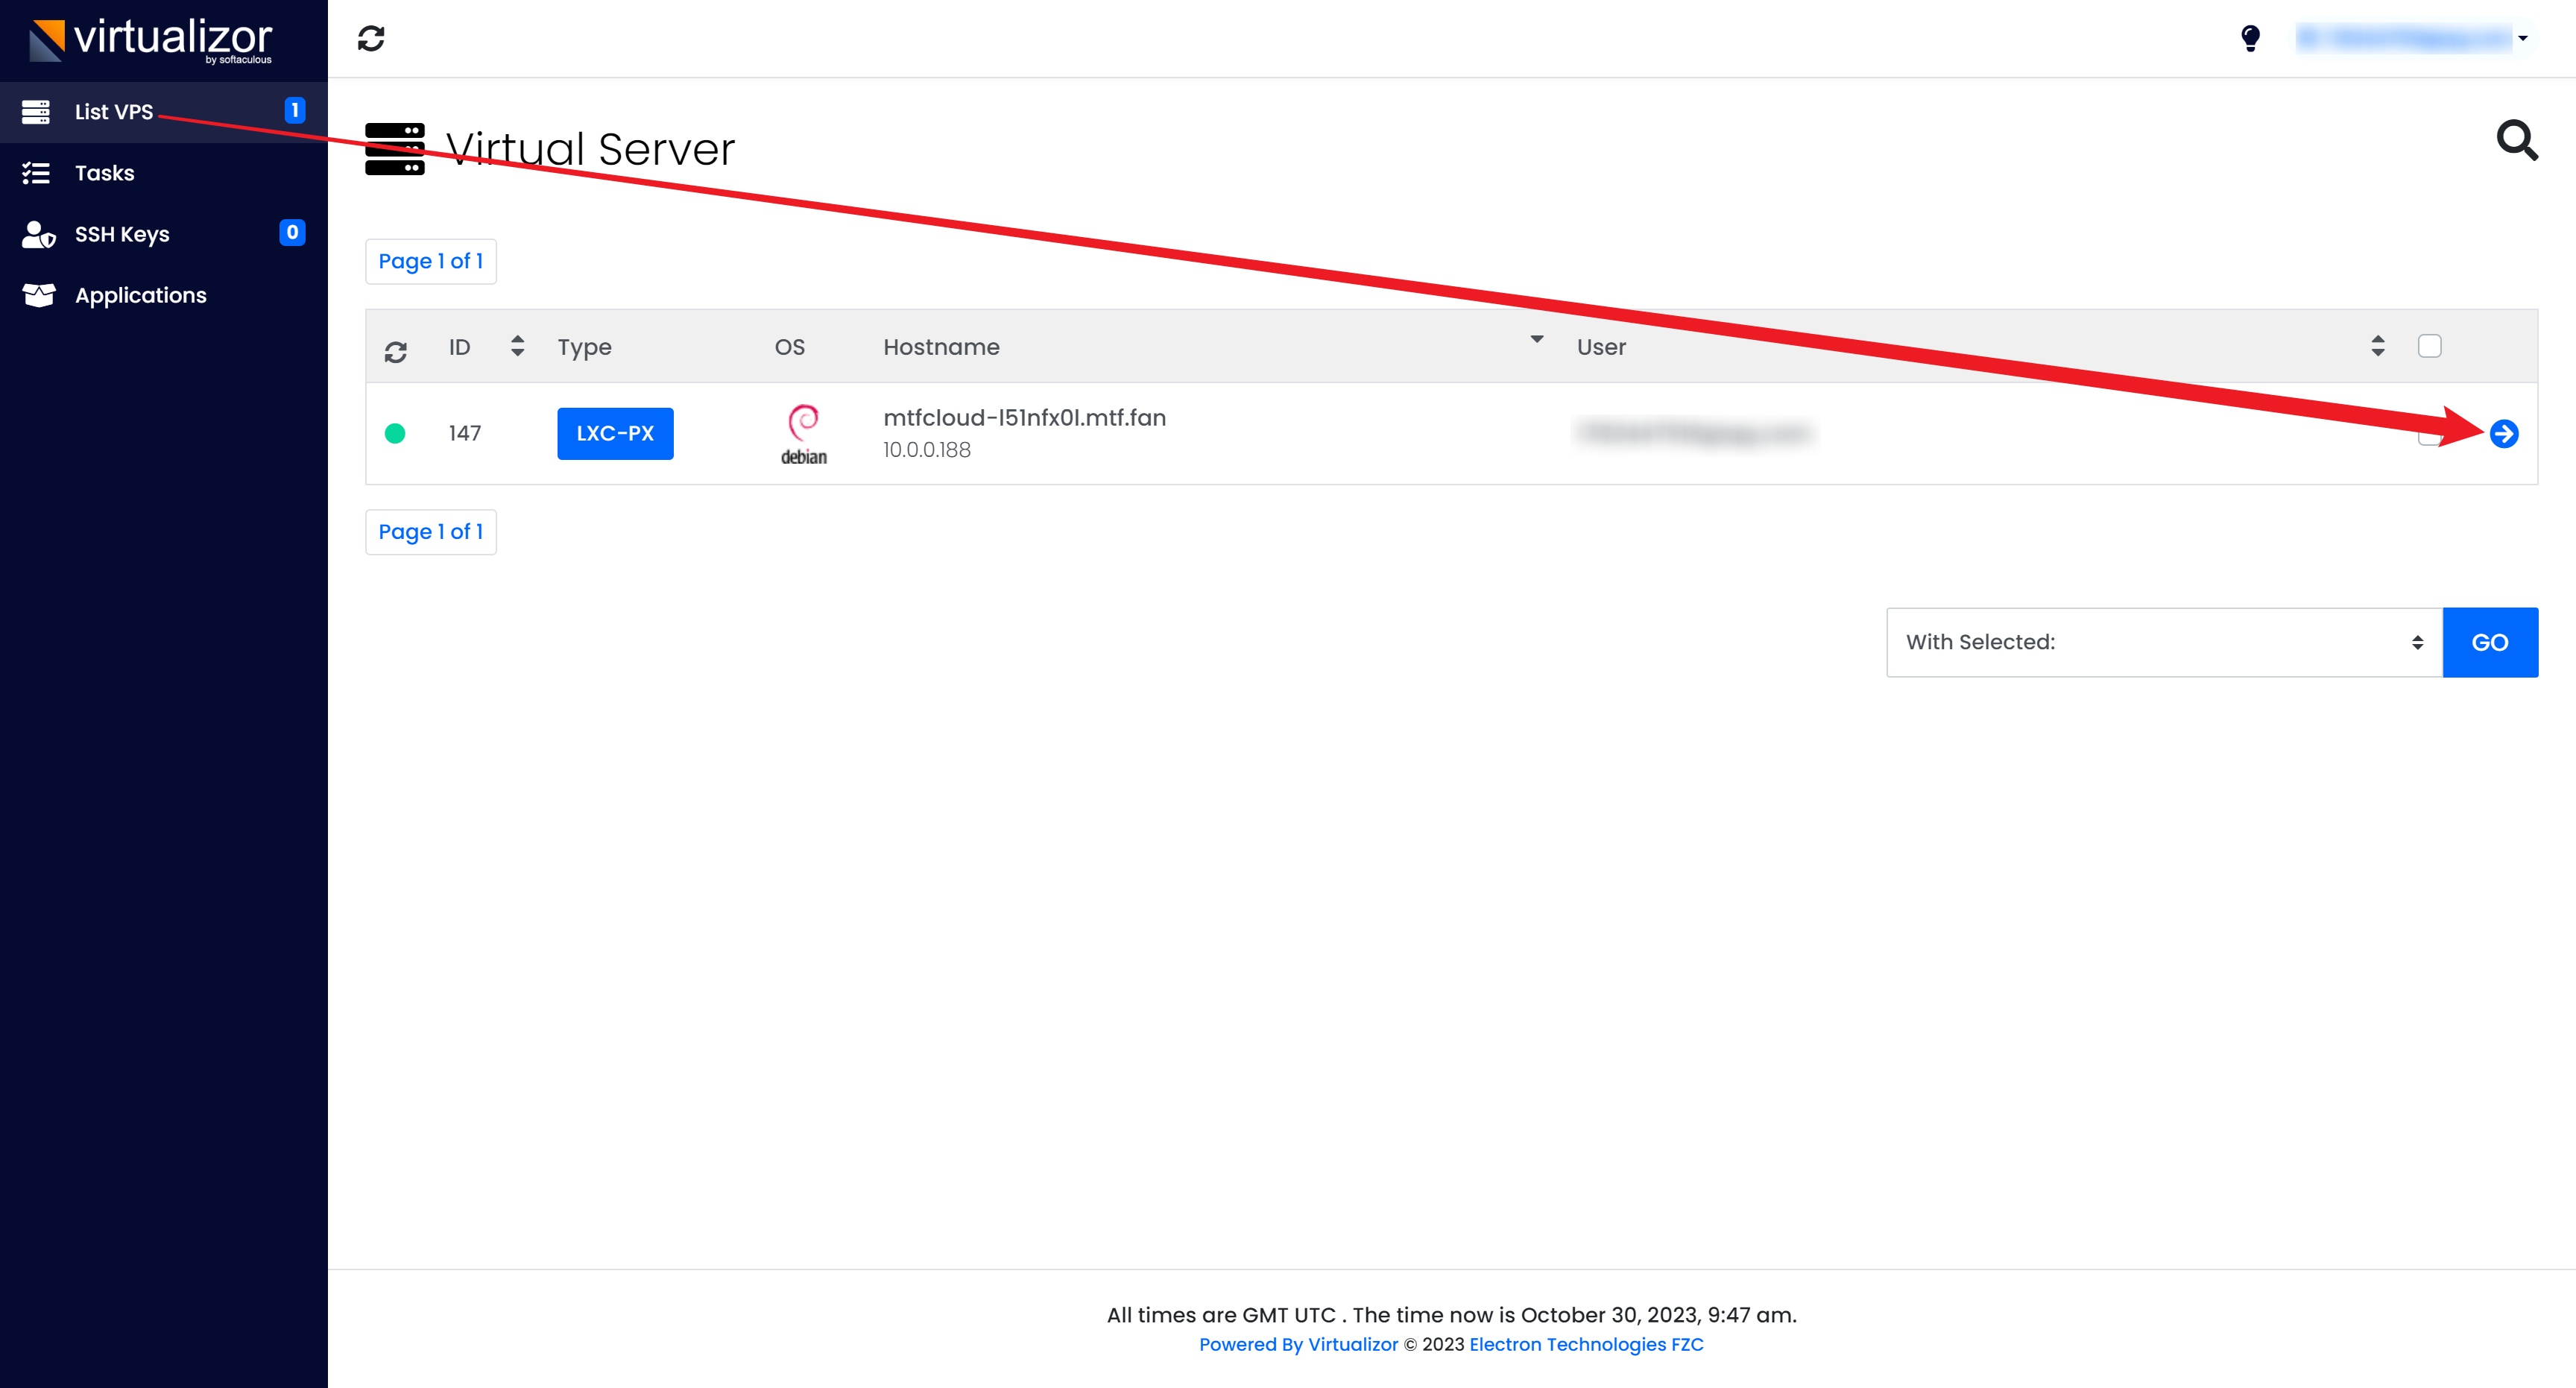 virtualizor
by softaculous
List VPS 1
Tasks
SSH Keys 0
Applications
Virtual Server
Page 1 of 1
ID Type OS Hostname User
147 LXC-PX debian mtfcloud-l51nfx0l.mtf.fan
10.0.0.188
Page 1 of 1
With Selected: GO
All times are GMT UTC . The time now is October 30, 2023, 9:47 am.
Powered By Virtualizor © 2023 Electron Technologies FZC